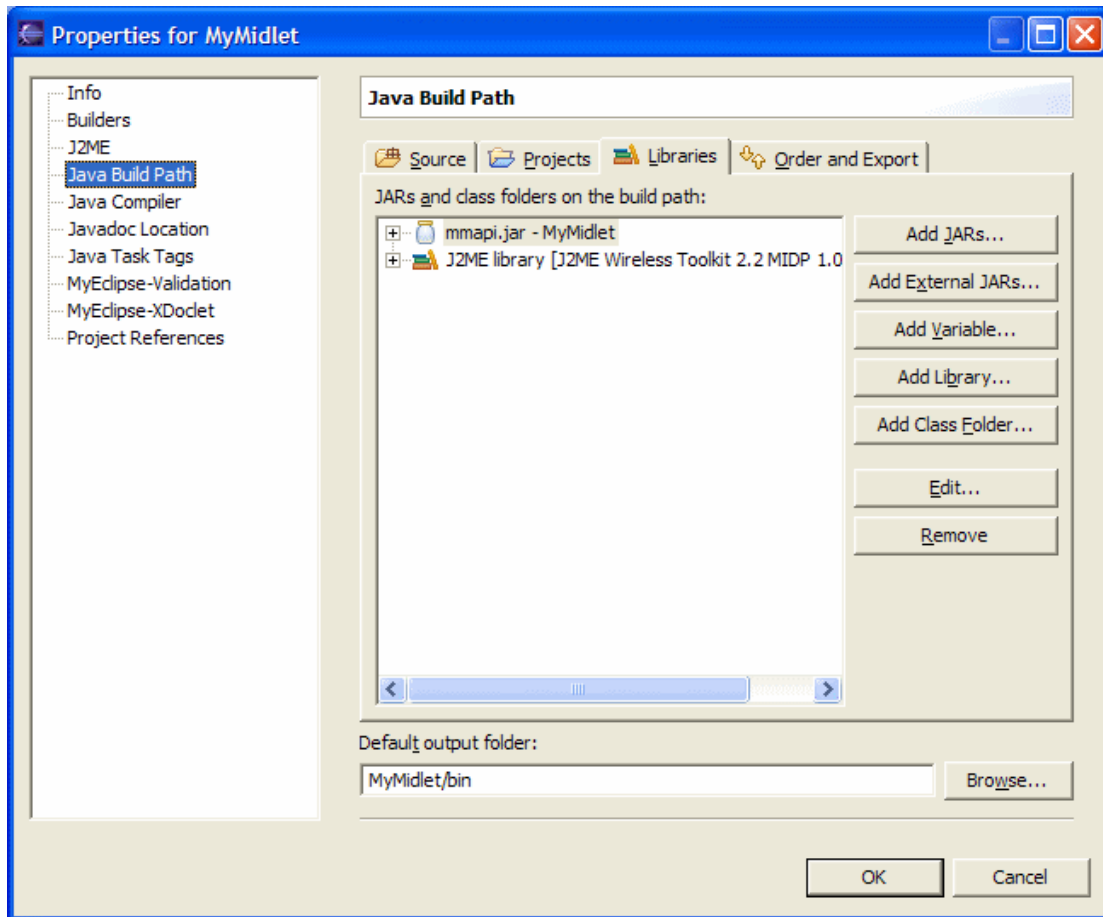 Properties for MyMidlet
Info
Builders
J2ME
Java Build Path
Java Compiler
Javadoc Location
Java Task Tags
MyEclipse-Validation
MyEclipse-XDoclet
Project References
Java Build Path
Source Projects Libraries Order and Export
JARs and class folders on the build path:
mmapi.jar - MyMidlet
J2ME library [J2ME Wireless Toolkit 2.2 MIDP 1.0
Add JARs...
Add External JARs...
Add Variable...
Add Library...
Add Class Folder...
Edit...
Remove
Default output folder:
MyMidlet/bin
Browse...
OK Cancel